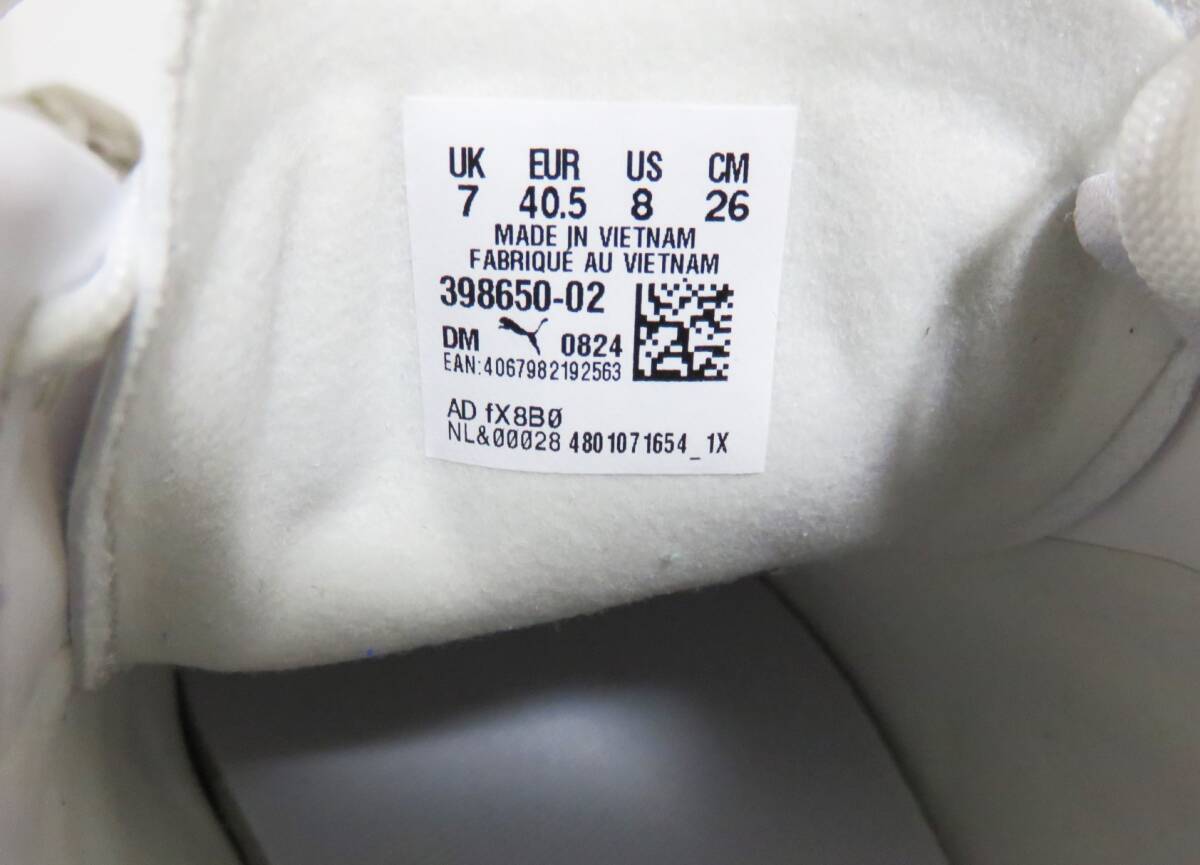 UK EUR US CM
7 40.5 8 26
MADE IN VIETNAM
FABRIQUÉ AU VIETNAM
398650-02
DM 0824
EAN:4067982192563
AD fX8BØ
NL&00028 4801071654_1X